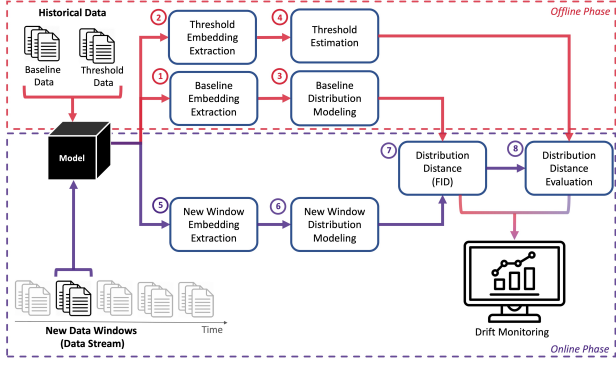 Historical Data
Offline Phase
Baseline
Data
Threshold
Data
2
Threshold
Embedding
Extraction
4
Threshold
Estimation
1
Baseline
Embedding
Extraction
3
Baseline
Distribution
Modeling
Model
7
Distribution
Distance
(FID)
8
Distribution
Distance
Evaluation
5
New Window
Embedding
Extraction
6
New Window
Distribution
Modeling
New Data Windows
(Data Stream)
Time
Drift Monitoring
Online Phase